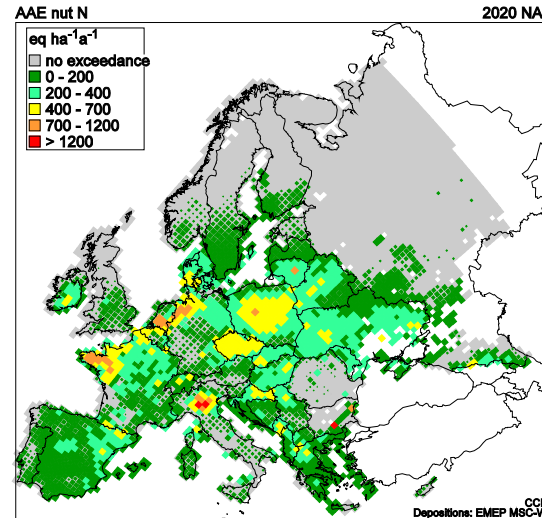 AAE nut N 2020 NA
eq ha⁻¹a⁻¹
no exceedance
0 - 200
200 - 400
400 - 700
700 - 1200
> 1200
CCE
Depositions: EMEP MSC-W